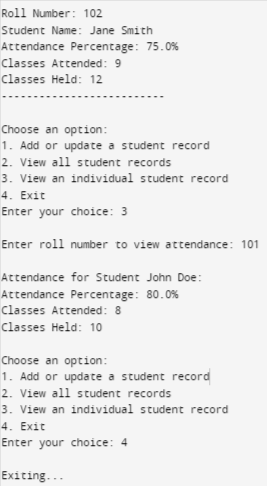 Roll Number: 102
Student Name: Jane Smith
Attendance Percentage: 75.0%
Classes Attended: 9
Classes Held: 12
--------------------------
Choose an option:
1. Add or update a student record
2. View all student records
3. View an individual student record
4. Exit
Enter your choice: 3
Enter roll number to view attendance: 101
Attendance for Student John Doe:
Attendance Percentage: 80.0%
Classes Attended: 8
Classes Held: 10
Choose an option:
1. Add or update a student record
2. View all student records
3. View an individual student record
4. Exit
Enter your choice: 4
Exiting...